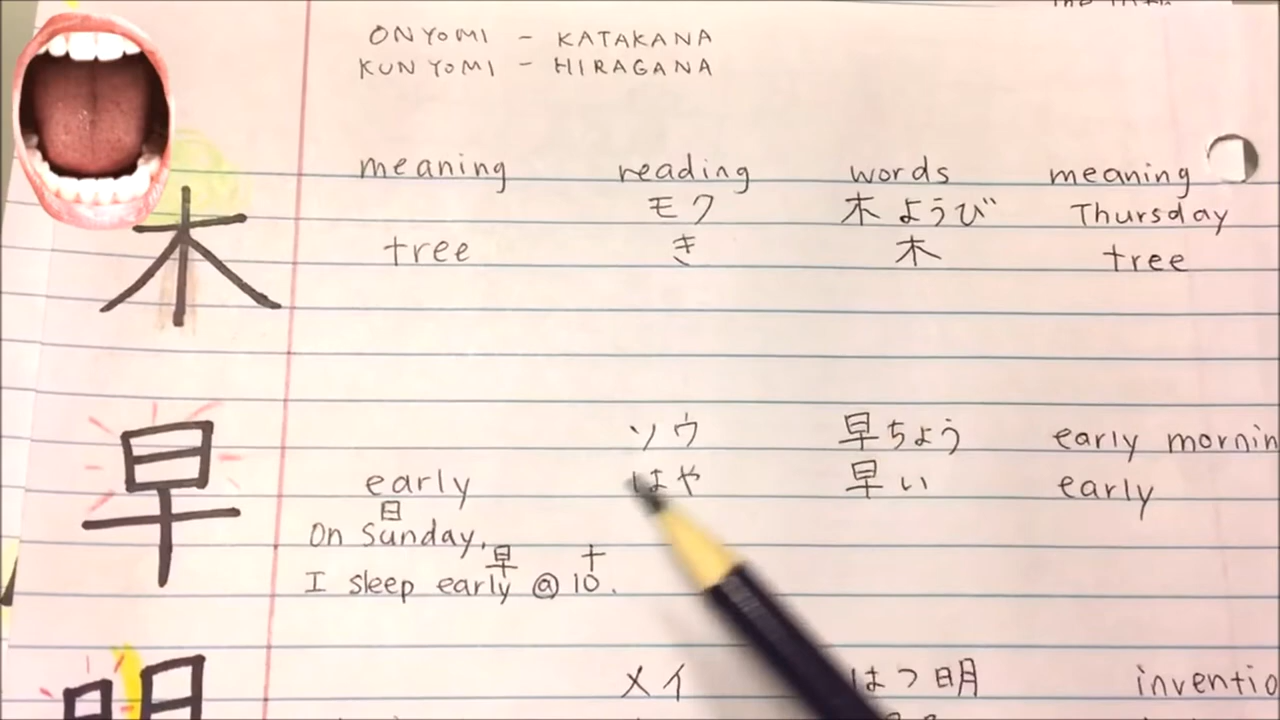 ONYOMI - KATAKANA
KUNYOMI - HIRAGANA
meaning reading words meaning
木 モク 木ようび Thursday
tree き 木 tree
早 ソウ 早ちょう early mornin
early はや 早い early
日
On Sunday,
早 十
I sleep early @ 10.
明 メイ はつ明 inventio